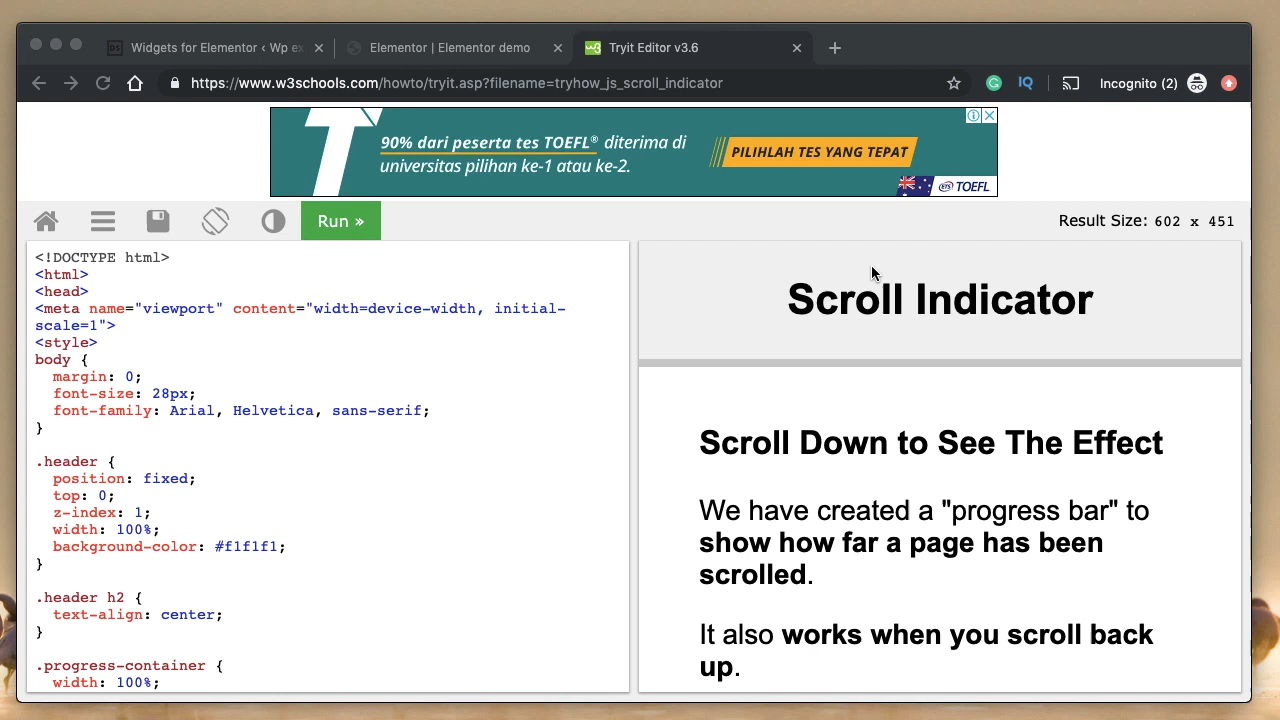 Widgets for Elementor ‹ Wp ex
Elementor | Elementor demo
Tryit Editor v3.6
https://www.w3schools.com/howto/tryit.asp?filename=tryhow_js_scroll_indicator
IQ
Incognito (2)
90% dari peserta tes TOEFL® diterima di
universitas pilihan ke-1 atau ke-2.
PILIHLAH TES YANG TEPAT
ETS TOEFL
Run »
Result Size: 602 x 451
<!DOCTYPE html>
<html>
<head>
<meta name="viewport" content="width=device-width, initial-
scale=1">
<style>
body {
  margin: 0;
  font-size: 28px;
  font-family: Arial, Helvetica, sans-serif;
}
.header {
  position: fixed;
  top: 0;
  z-index: 1;
  width: 100%;
  background-color: #f1f1f1;
}
.header h2 {
  text-align: center;
}
.progress-container {
  width: 100%;
Scroll Indicator
Scroll Down to See The Effect
We have created a "progress bar" to
show how far a page has been
scrolled.
It also works when you scroll back
up.